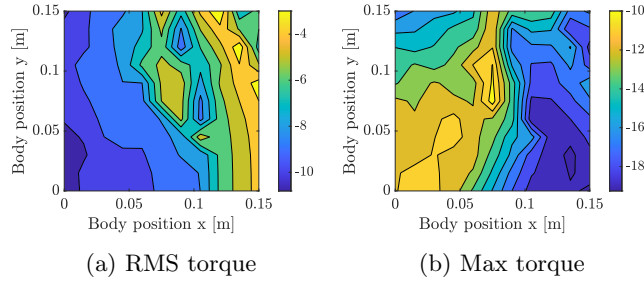 0.15
0.1
0.05
0
Body position y [m]
0 0.05 0.1 0.15
Body position x [m]
-4
-6
-8
-10
(a) RMS torque
0.15
0.1
0.05
0
Body position y [m]
0 0.05 0.1 0.15
Body position x [m]
-10
-12
-14
-16
-18
(b) Max torque